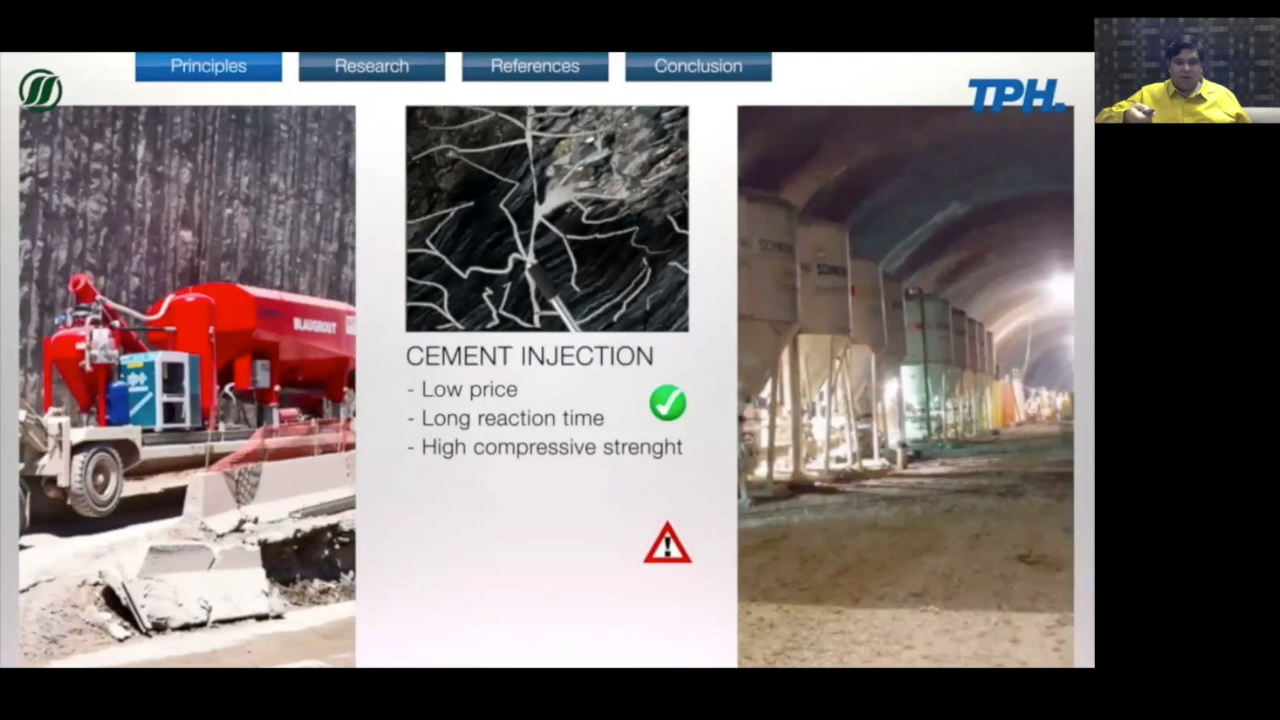 Principles
Research
References
Conclusion
TPH.
BLAUGROUT
CEMENT INJECTION
- Low price
- Long reaction time
- High compressive strenght